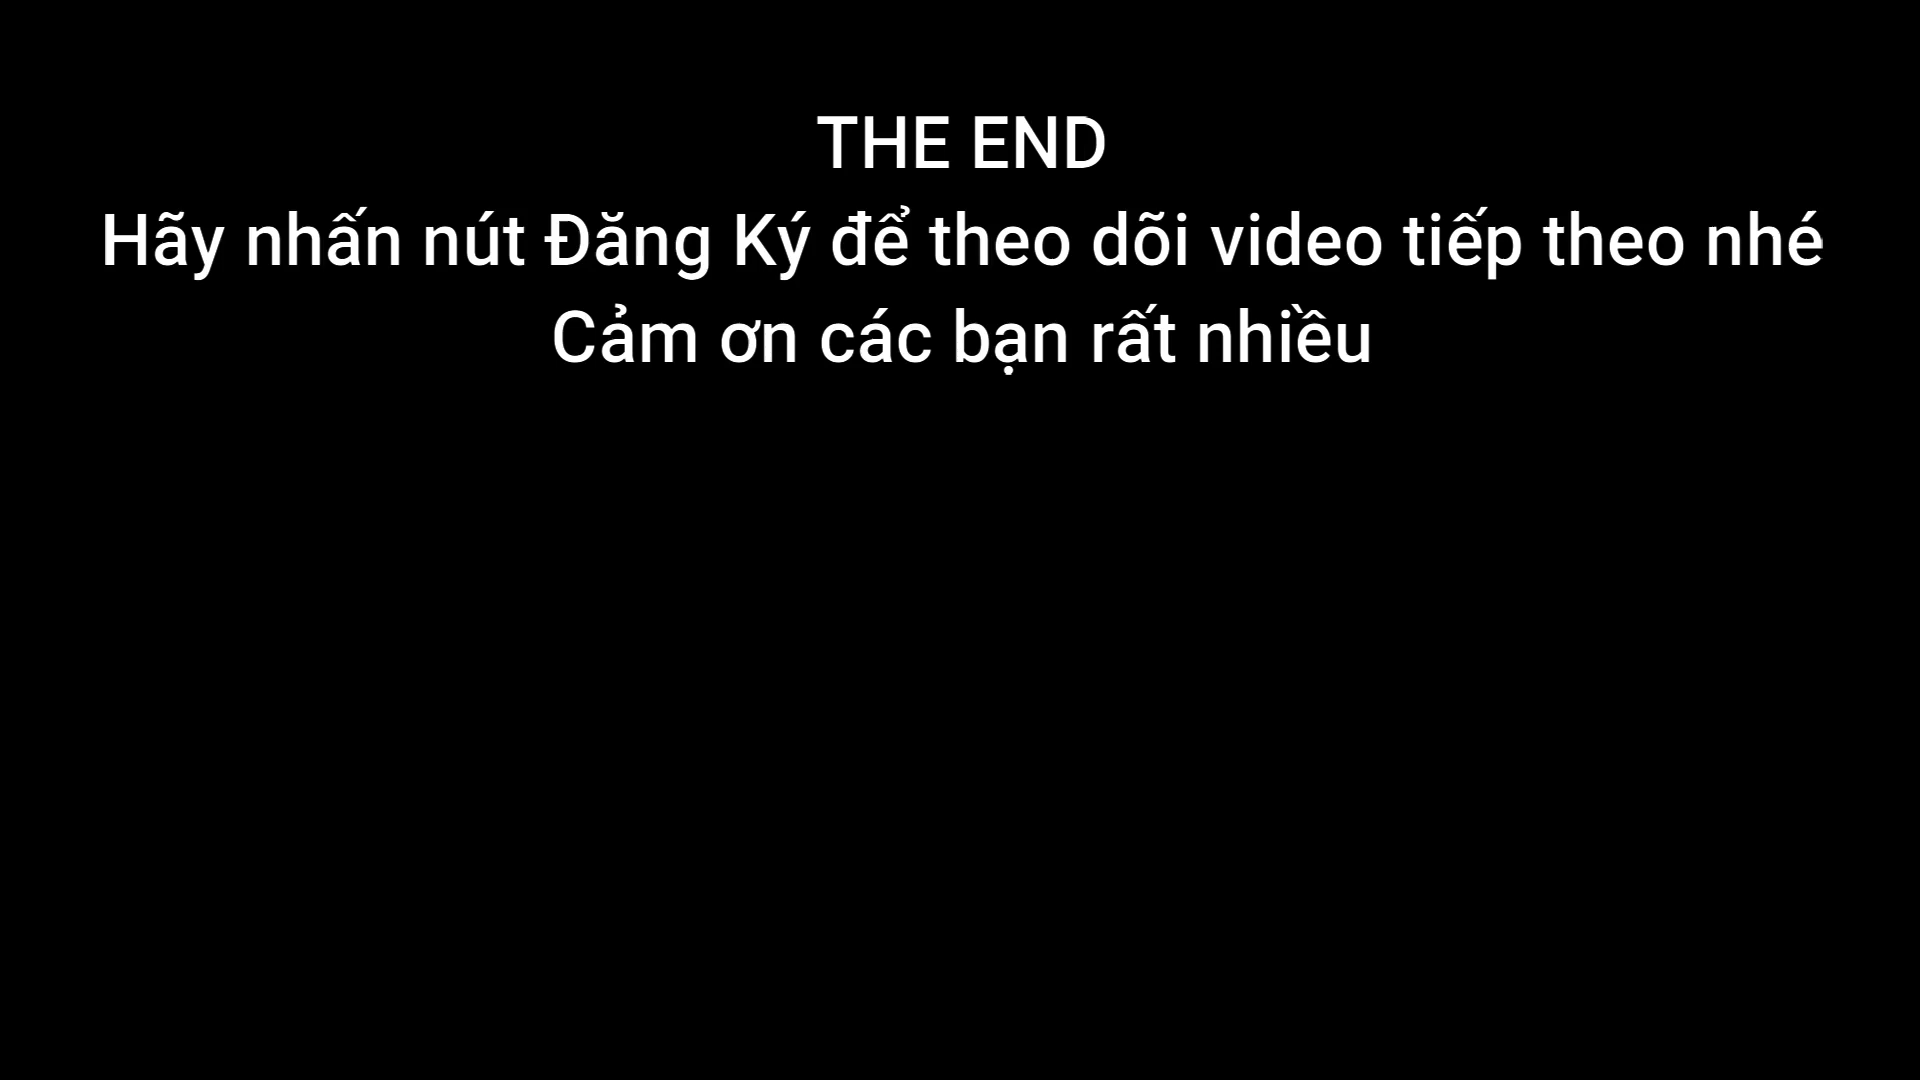 THE END
Hãy nhấn nút Đăng Ký để theo dõi video tiếp theo nhé
Cảm ơn các bạn rất nhiều